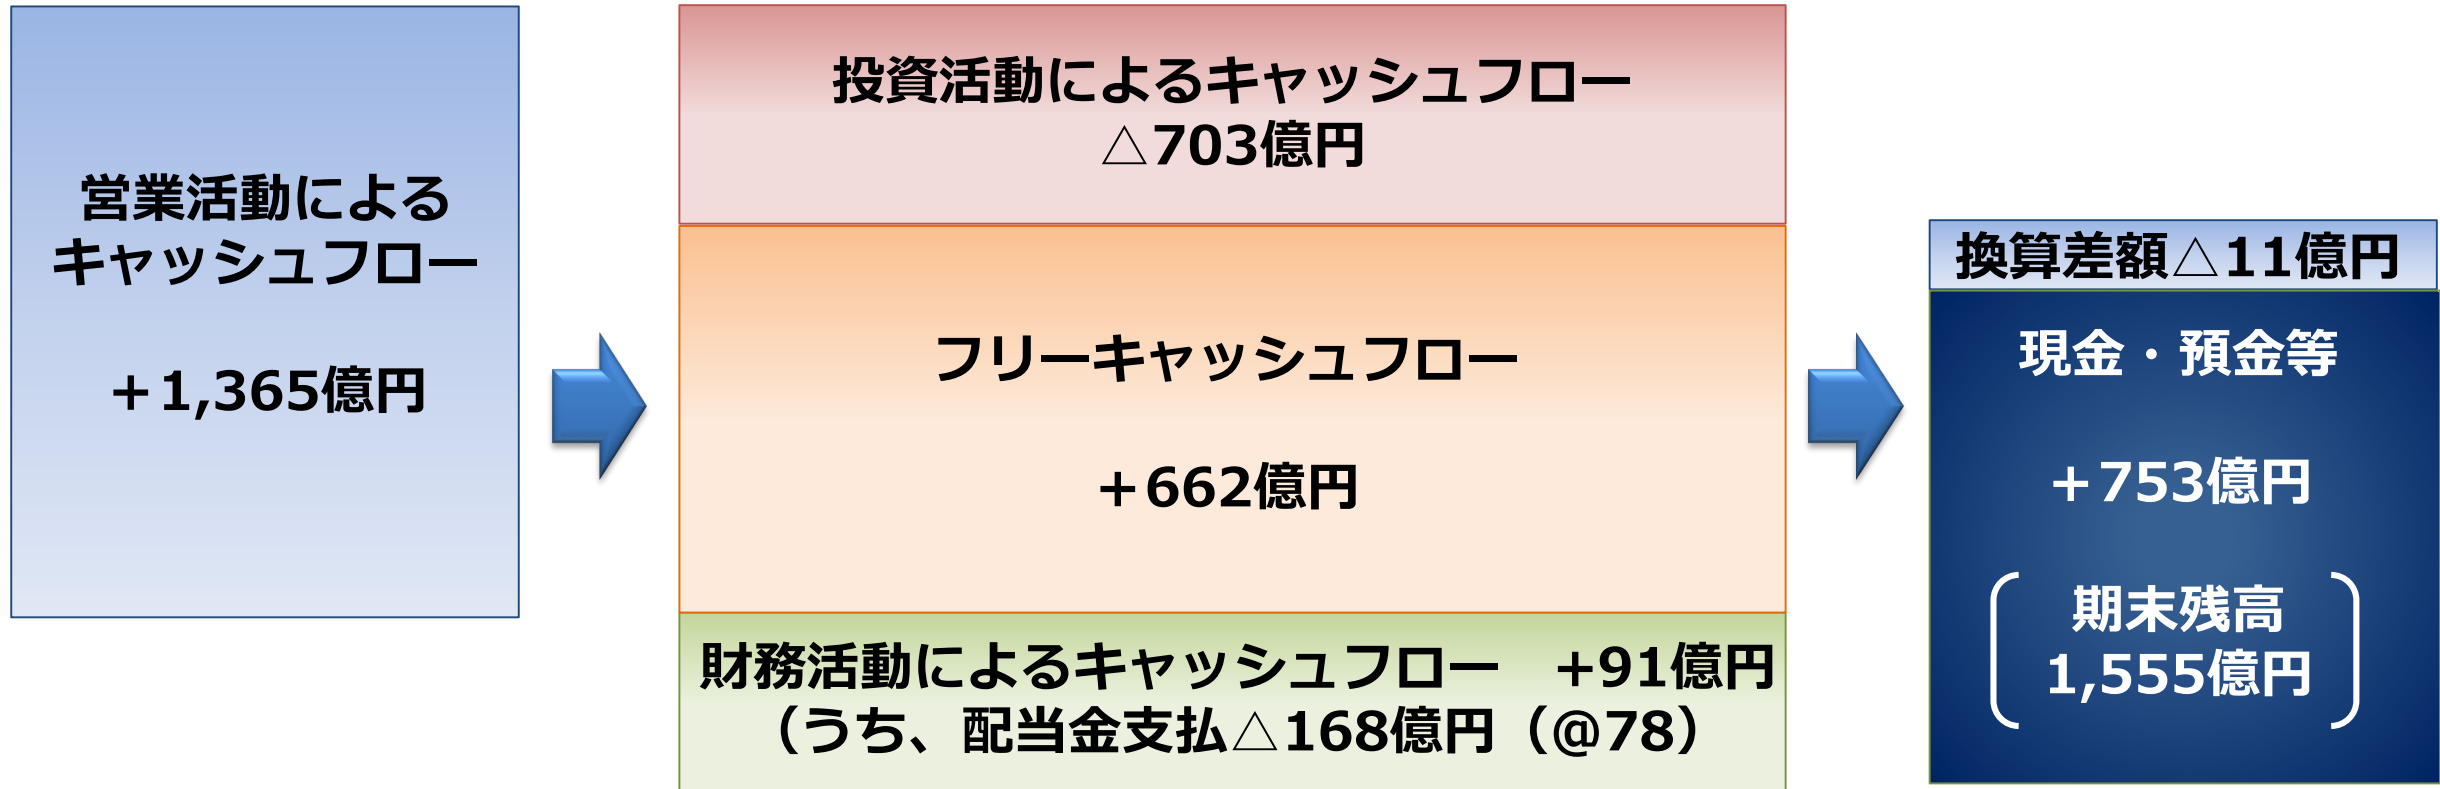 営業活動による
キャッシュフロー
＋1,365億円
投資活動によるキャッシュフロー
△703億円
フリーキャッシュフロー
＋662億円
財務活動によるキャッシュフロー　+91億円
（うち、配当金支払△168億円（@78）
換算差額△11億円
現金・預金等
＋753億円
期末残高
1,555億円